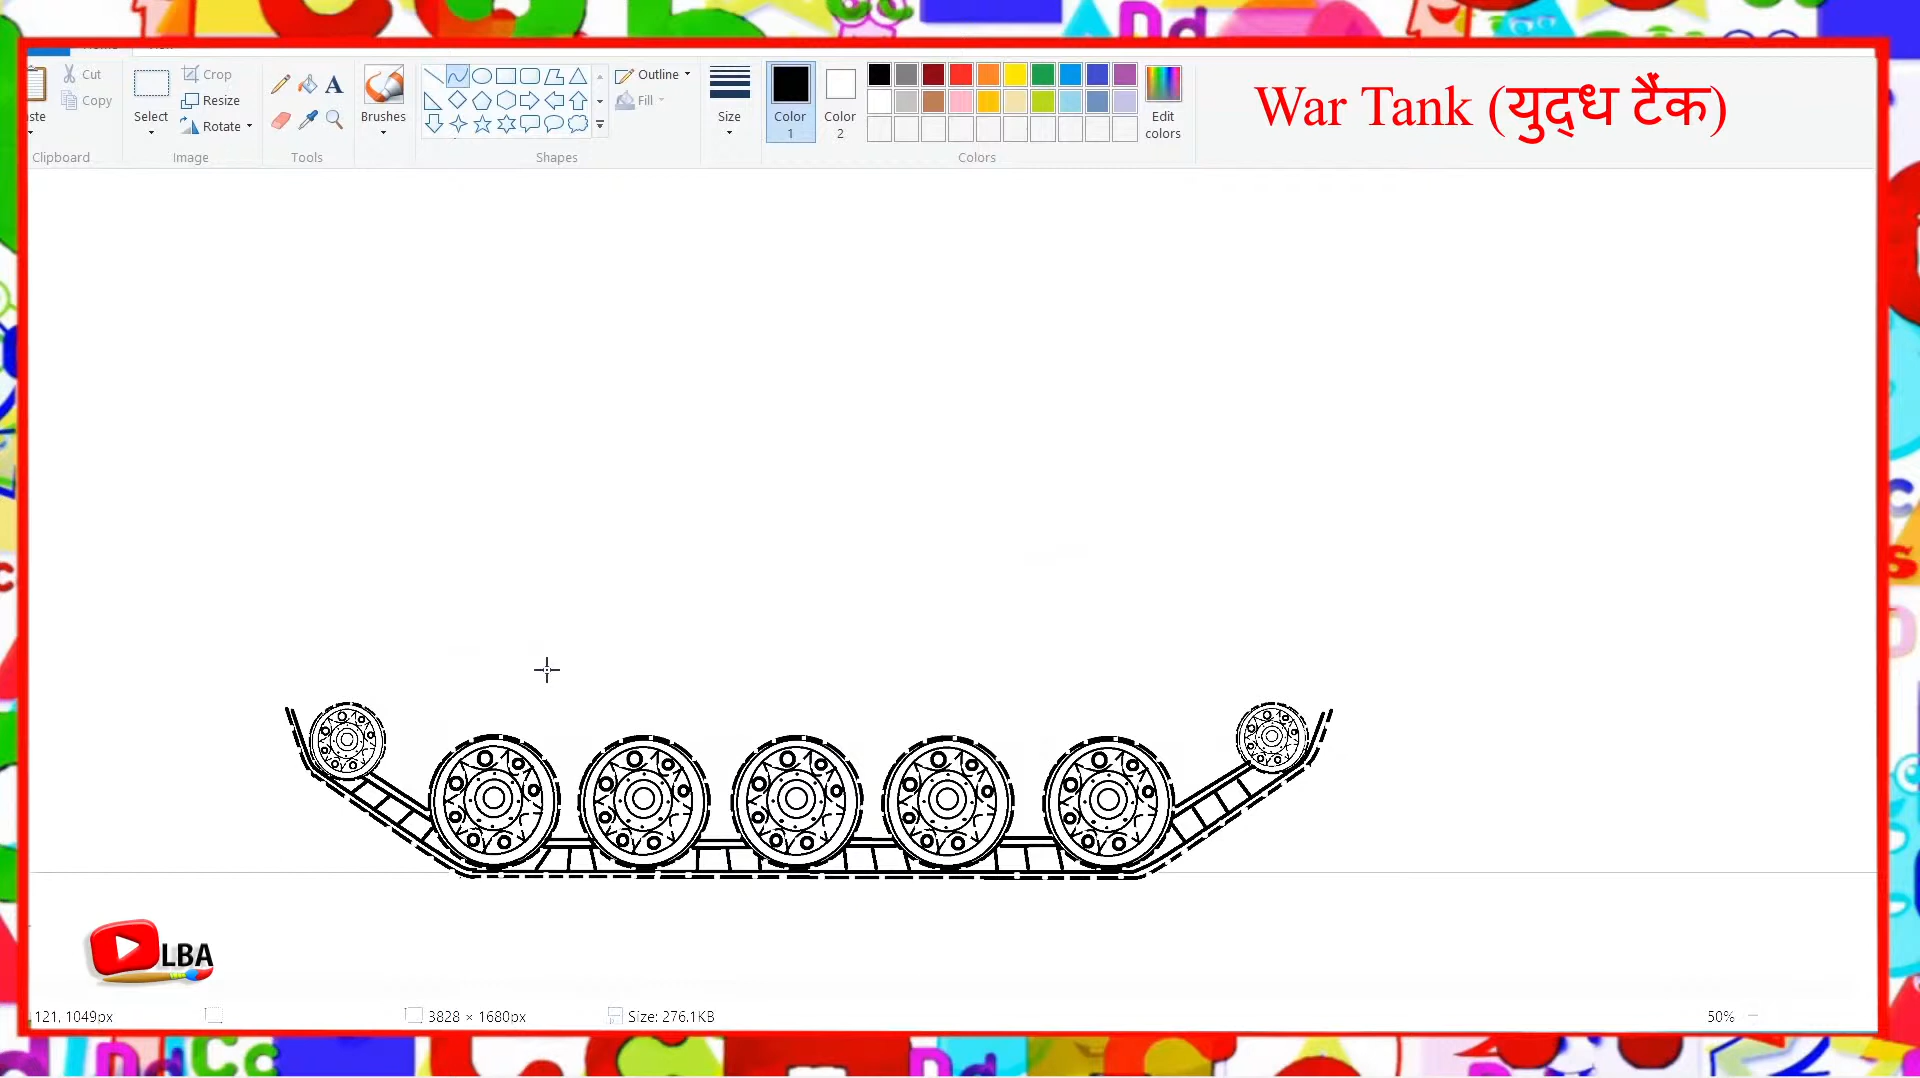 War Tank (युद्ध टैंक)
Cut
Copy
Clipboard
Select
Crop
Resize
Rotate
Image
Tools
Brushes
Shapes
Outline
Fill
Size
Color
1
Color
2
Colors
Edit
colors
LBA
121, 1049px
3828 × 1680px
Size: 276.1KB
50%